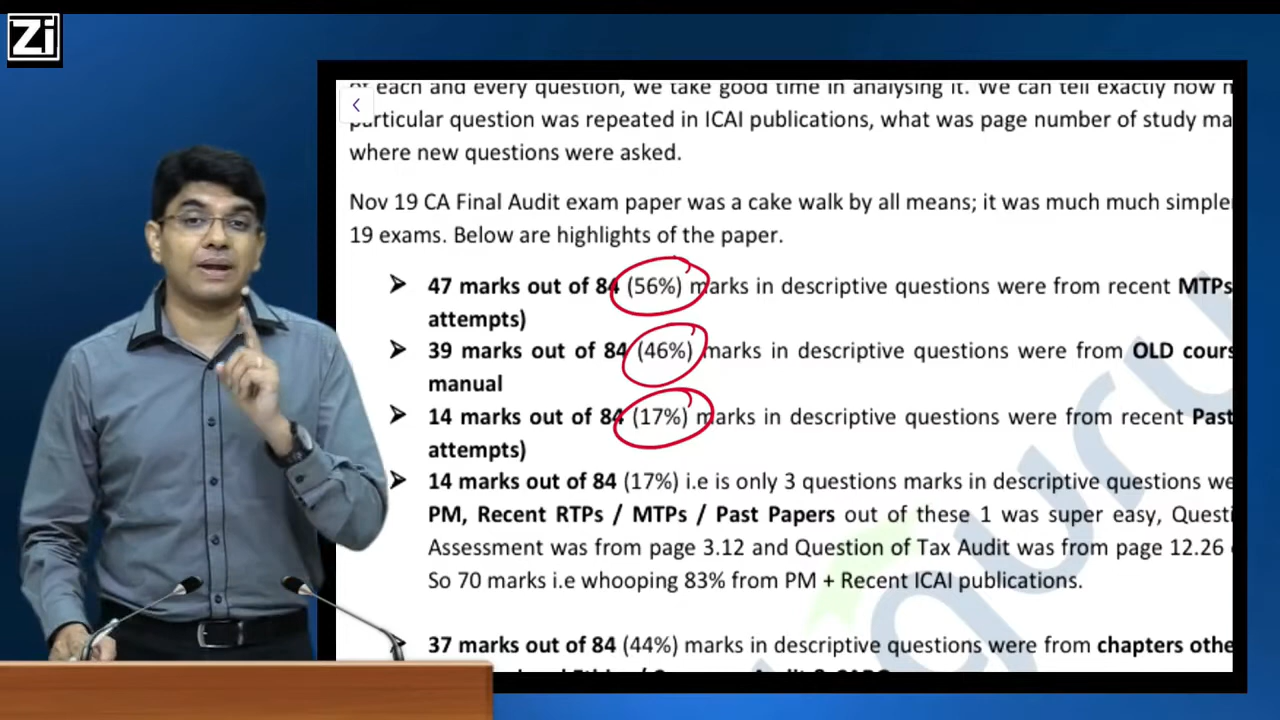 Zi
of each and every question, we take good time in analysing it. We can tell exactly how
particular question was repeated in ICAI publications, what was page number of study
where new questions were asked.
Nov 19 CA Final Audit exam paper was a cake walk by all means; it was much much
19 exams. Below are highlights of the paper.
➤ 47 marks out of 84 (56%) marks in descriptive questions were from recent MTPs
attempts)
➤ 39 marks out of 84 (46%) marks in descriptive questions were from OLD
manual
➤ 14 marks out of 84 (17%) marks in descriptive questions were from recent Past
attempts)
➤ 14 marks out of 84 (17%) i.e is only 3 questions marks in descriptive questions
PM, Recent RTPs / MTPs / Past Papers out of these 1 was super easy,
Assessment was from page 3.12 and Question of Tax Audit was from page 12.26
So 70 marks i.e whooping 83% from PM + Recent ICAI publications.
➤ 37 marks out of 84 (44%) marks in descriptive questions were from chapters
guru